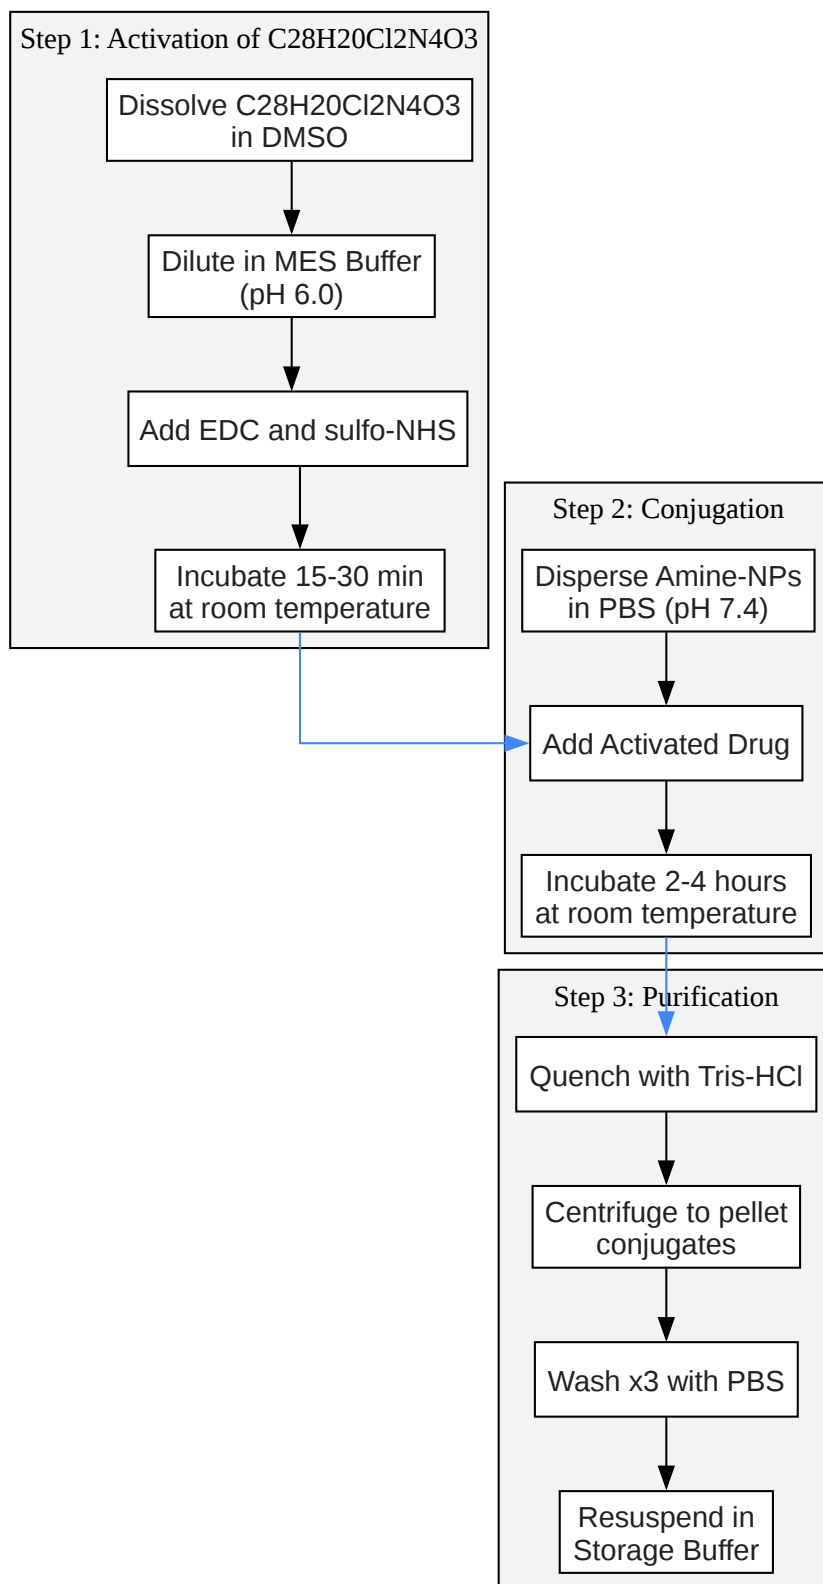 Step 1: Activation of C28H20Cl2N4O3
Dissolve C28H20Cl2N4O3
in DMSO
Dilute in MES Buffer
(pH 6.0)
Add EDC and sulfo-NHS
Incubate 15-30 min
at room temperature
Step 2: Conjugation
Disperse Amine-NPs
in PBS (pH 7.4)
Add Activated Drug
Incubate 2-4 hours
at room temperature
Step 3: Purification
Quench with Tris-HCl
Centrifuge to pellet
conjugates
Wash x3 with PBS
Resuspend in
Storage Buffer